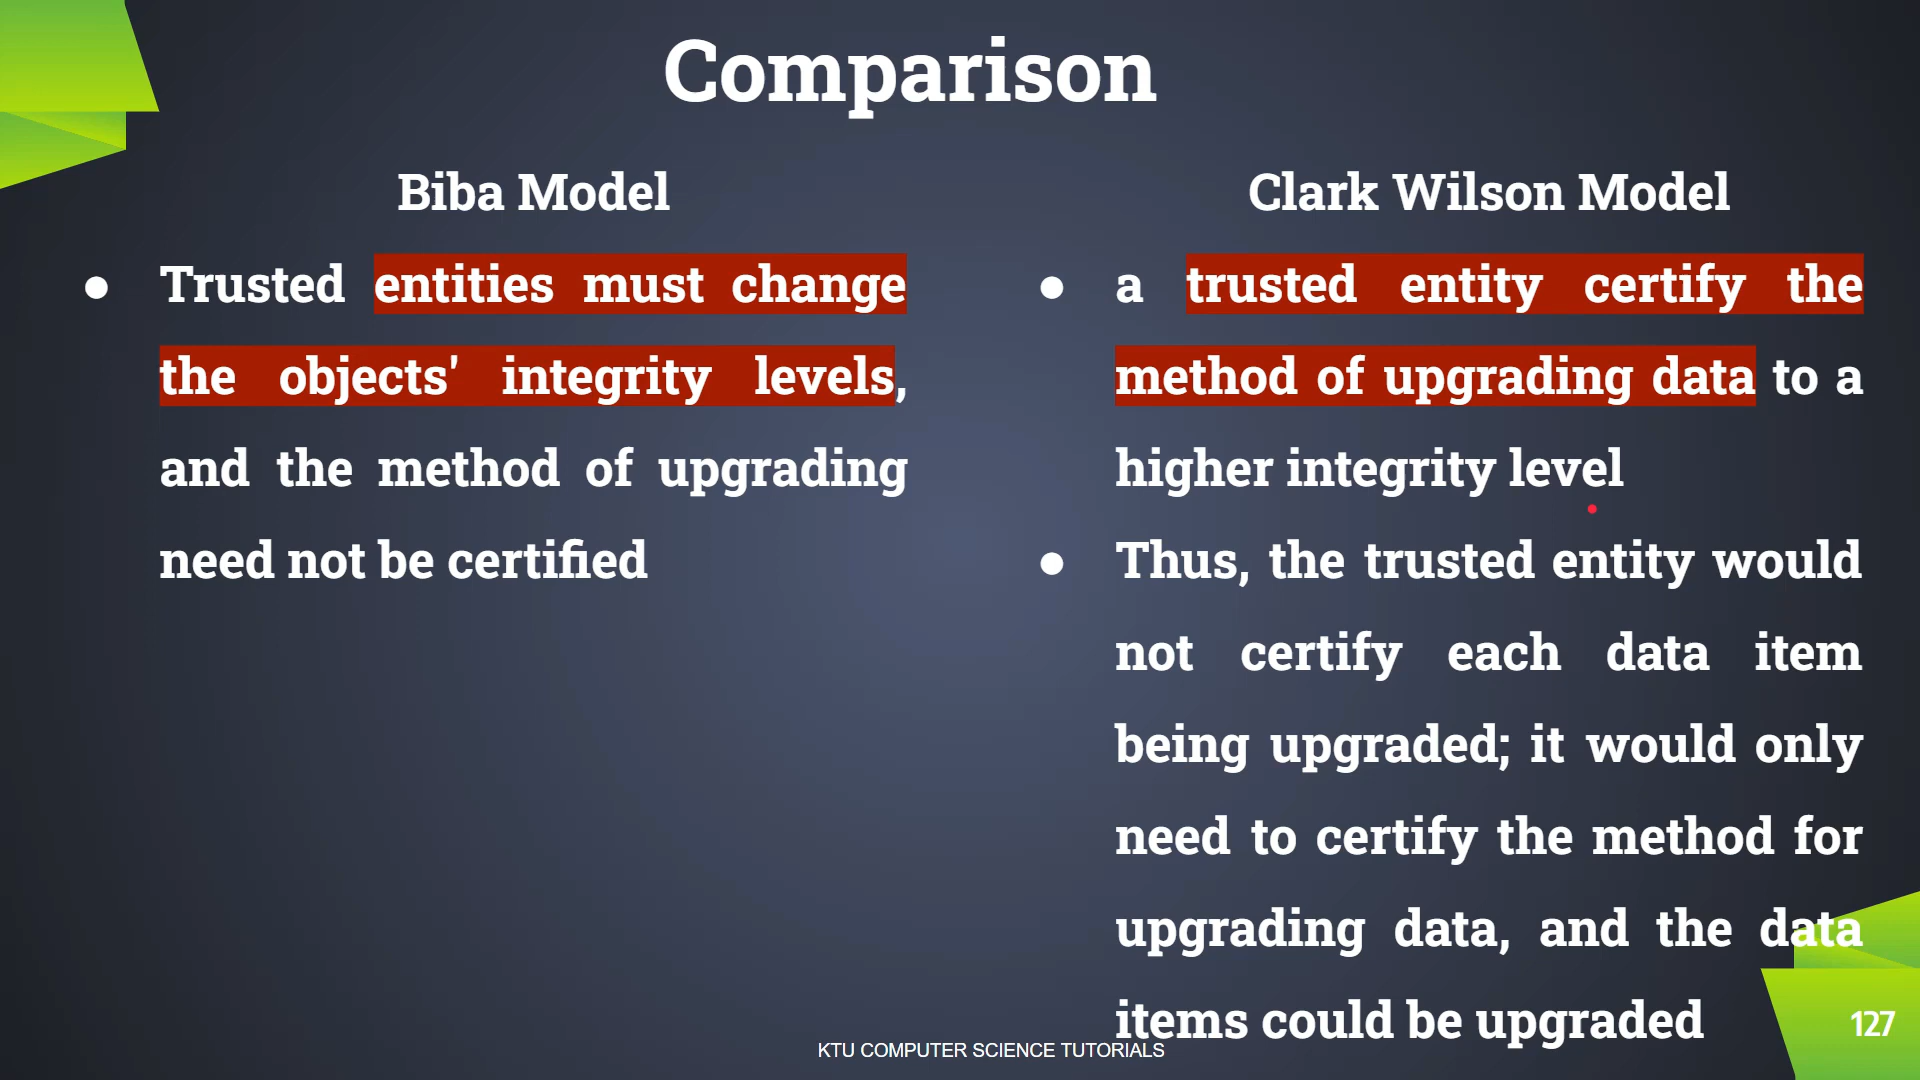 Comparison
Biba Model
● Trusted entities must change
the objects' integrity levels,
and the method of upgrading
need not be certified
Clark Wilson Model
● a trusted entity certify the
method of upgrading data to a
higher integrity level
● Thus, the trusted entity would
not certify each data item
being upgraded; it would only
need to certify the method for
upgrading data, and the data
items could be upgraded
KTU COMPUTER SCIENCE TUTORIALS
127